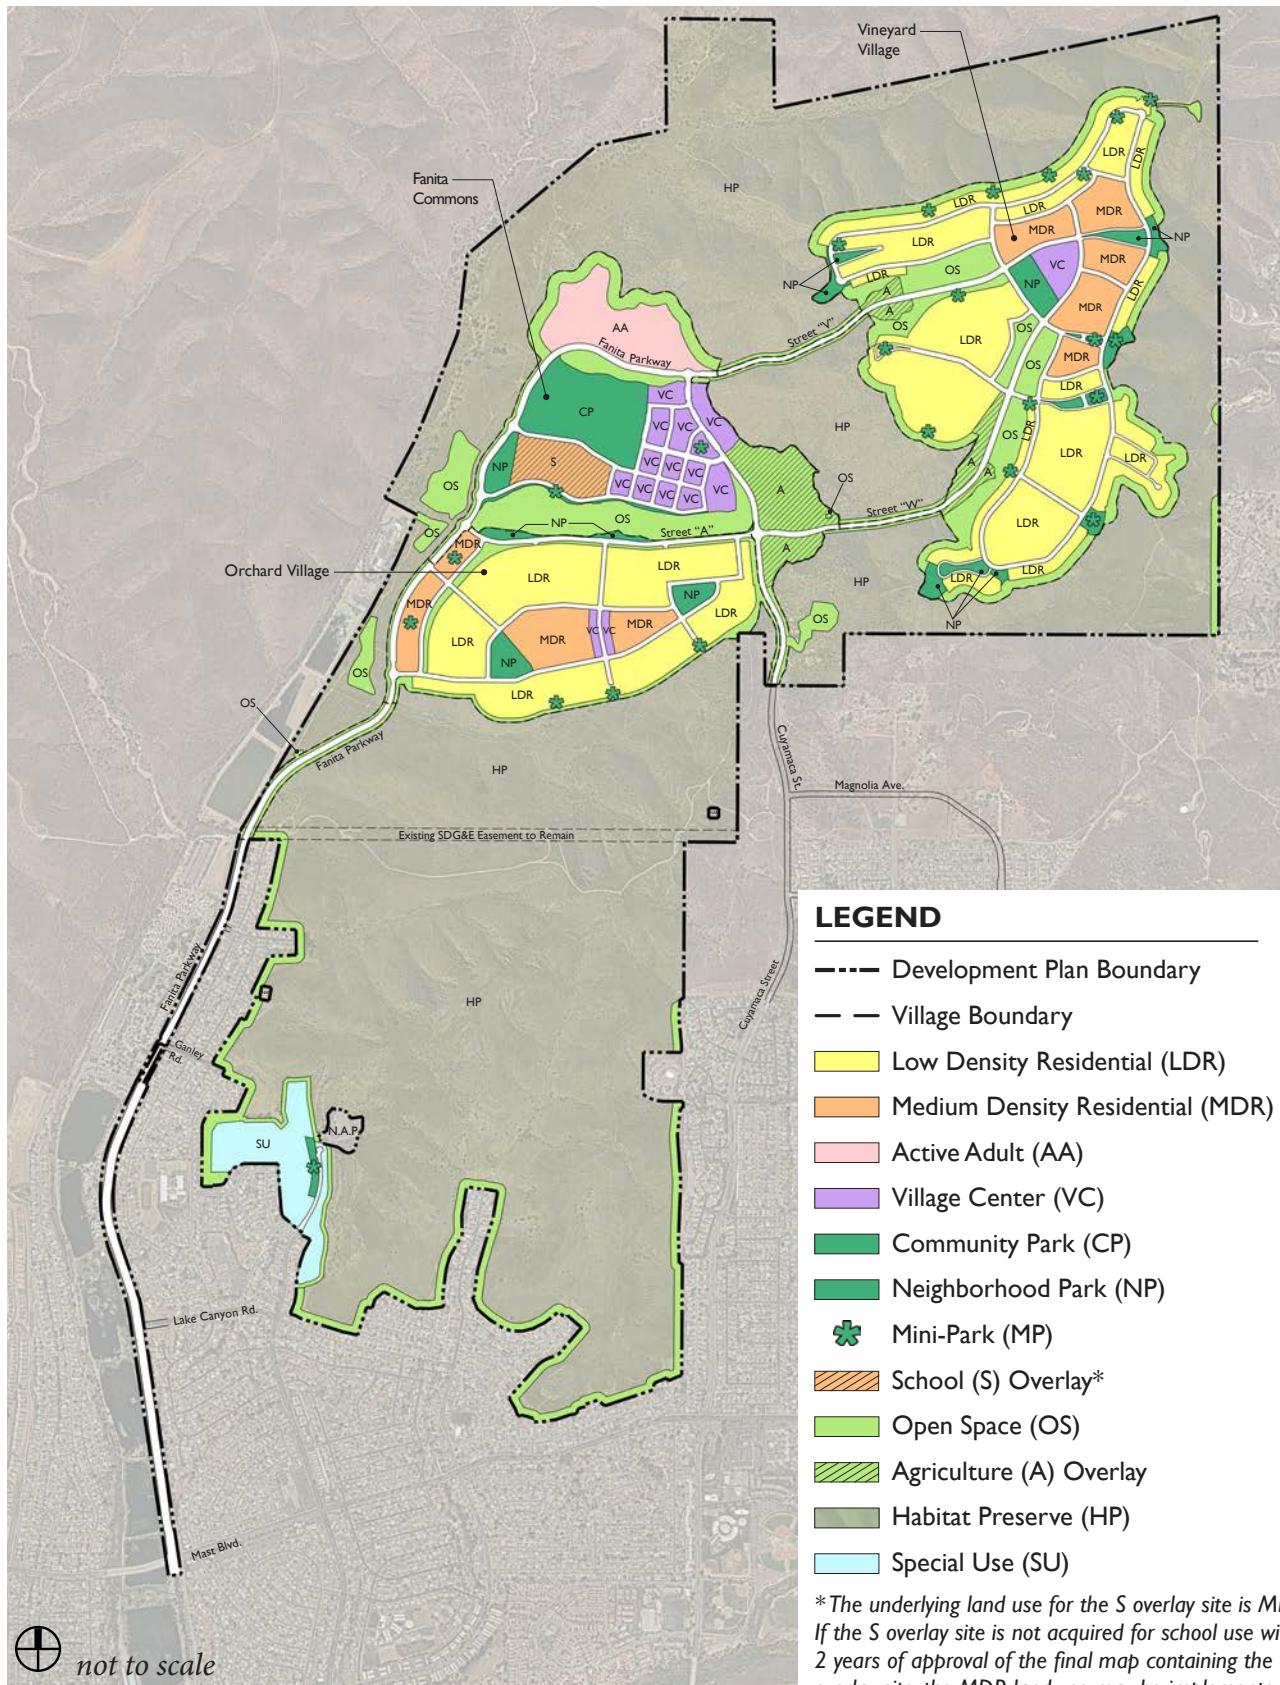 Vineyard
Village
Fanita
Commons
HP
LDR
LDR
LDR
LDR
LDR
MDR
MDR
NP
LDR
OS
VC
MDR
LDR
NP
A
NP
LDR
A
OS
MDR
Street "V"
OS
LDR
AA
Fanita Parkway
OS
MDR
LDR
VC
CP
VC
VC
VC
HP
OS
LDR
LDR
LDR
NP
S
VC
VC
VC
A
A
OS
VC
VC
VC
VC
VC
A
OS
Street "W"
OS
NP
Street "A"
LDR
OS
MDR
A
Orchard Village
LDR
LDR
HP
LDR
LDR
NP
MDR
NP
LDR
LDR
MDR
VC
VC
MDR
OS
NP
OS
LDR
OS
Fanita Parkway
HP
Cuyamaca St.
Magnolia Ave.
Existing SDG&E Easement to Remain
Fanita Parkway
HP
Cuyamaca Street
Ganley
Rd.
SU
N.A.P.
Lake Canyon Rd.
Mast Blvd.
not to scale
LEGEND
Development Plan Boundary
Village Boundary
Low Density Residential (LDR)
Medium Density Residential (MDR)
Active Adult (AA)
Village Center (VC)
Community Park (CP)
Neighborhood Park (NP)
Mini-Park (MP)
School (S) Overlay*
Open Space (OS)
Agriculture (A) Overlay
Habitat Preserve (HP)
Special Use (SU)
* The underlying land use for the S overlay site is
If the S overlay site is not acquired for school use
2 years of approval of the final map containing the